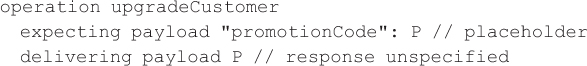 operation upgradeCustomer
expecting payload "promotionCode": P // placeholder
delivering payload P // response unspecified